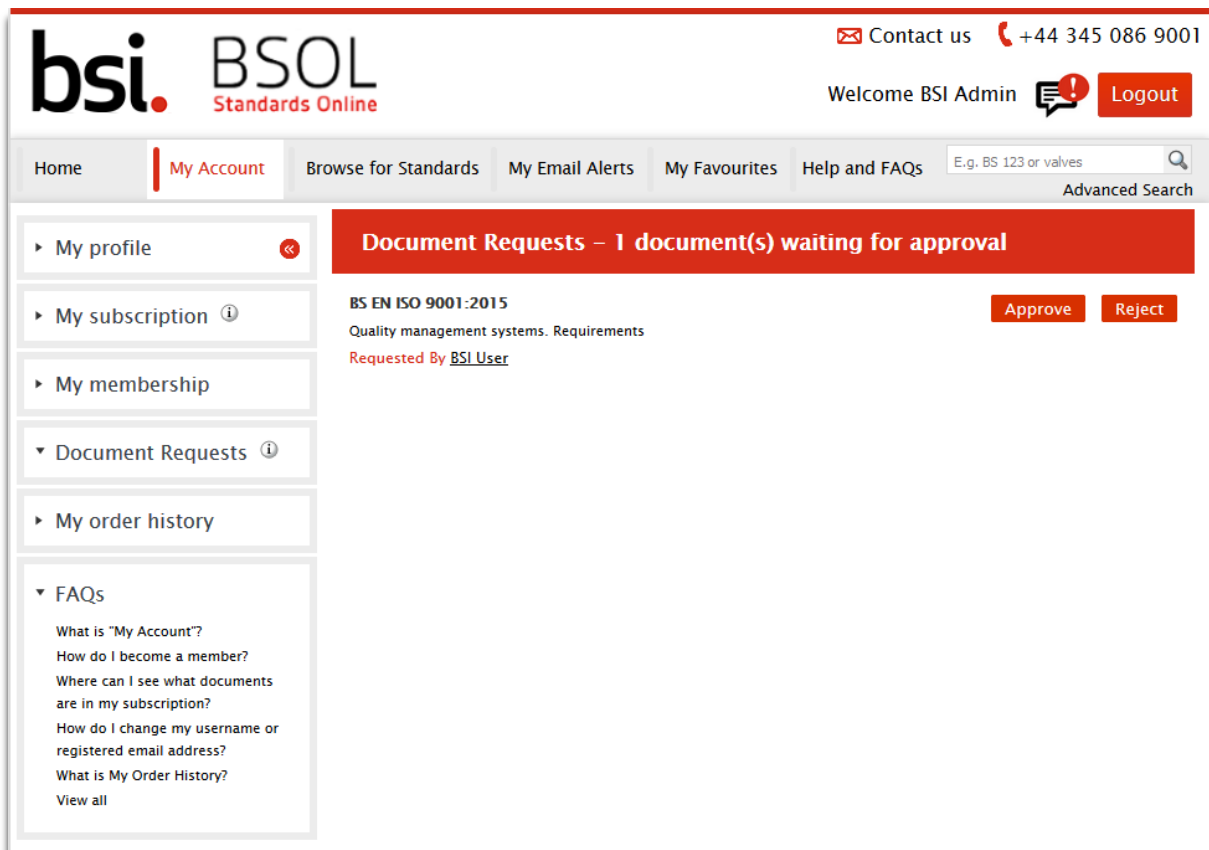 Contact us +44 345 086 9001
bsi. BSOL
Standards Online
Welcome BSI Admin ! Logout
Home My Account Browse for Standards My Email Alerts My Favourites Help and FAQs E.g. BS 123 or valves
Advanced Search
My profile «
My subscription i
My membership
Document Requests i
My order history
FAQs
What is "My Account"?
How do I become a member?
Where can I see what documents
are in my subscription?
How do I change my username or
registered email address?
What is My Order History?
View all
Document Requests – 1 document(s) waiting for approval
BS EN ISO 9001:2015 Approve Reject
Quality management systems. Requirements
Requested By BSI User